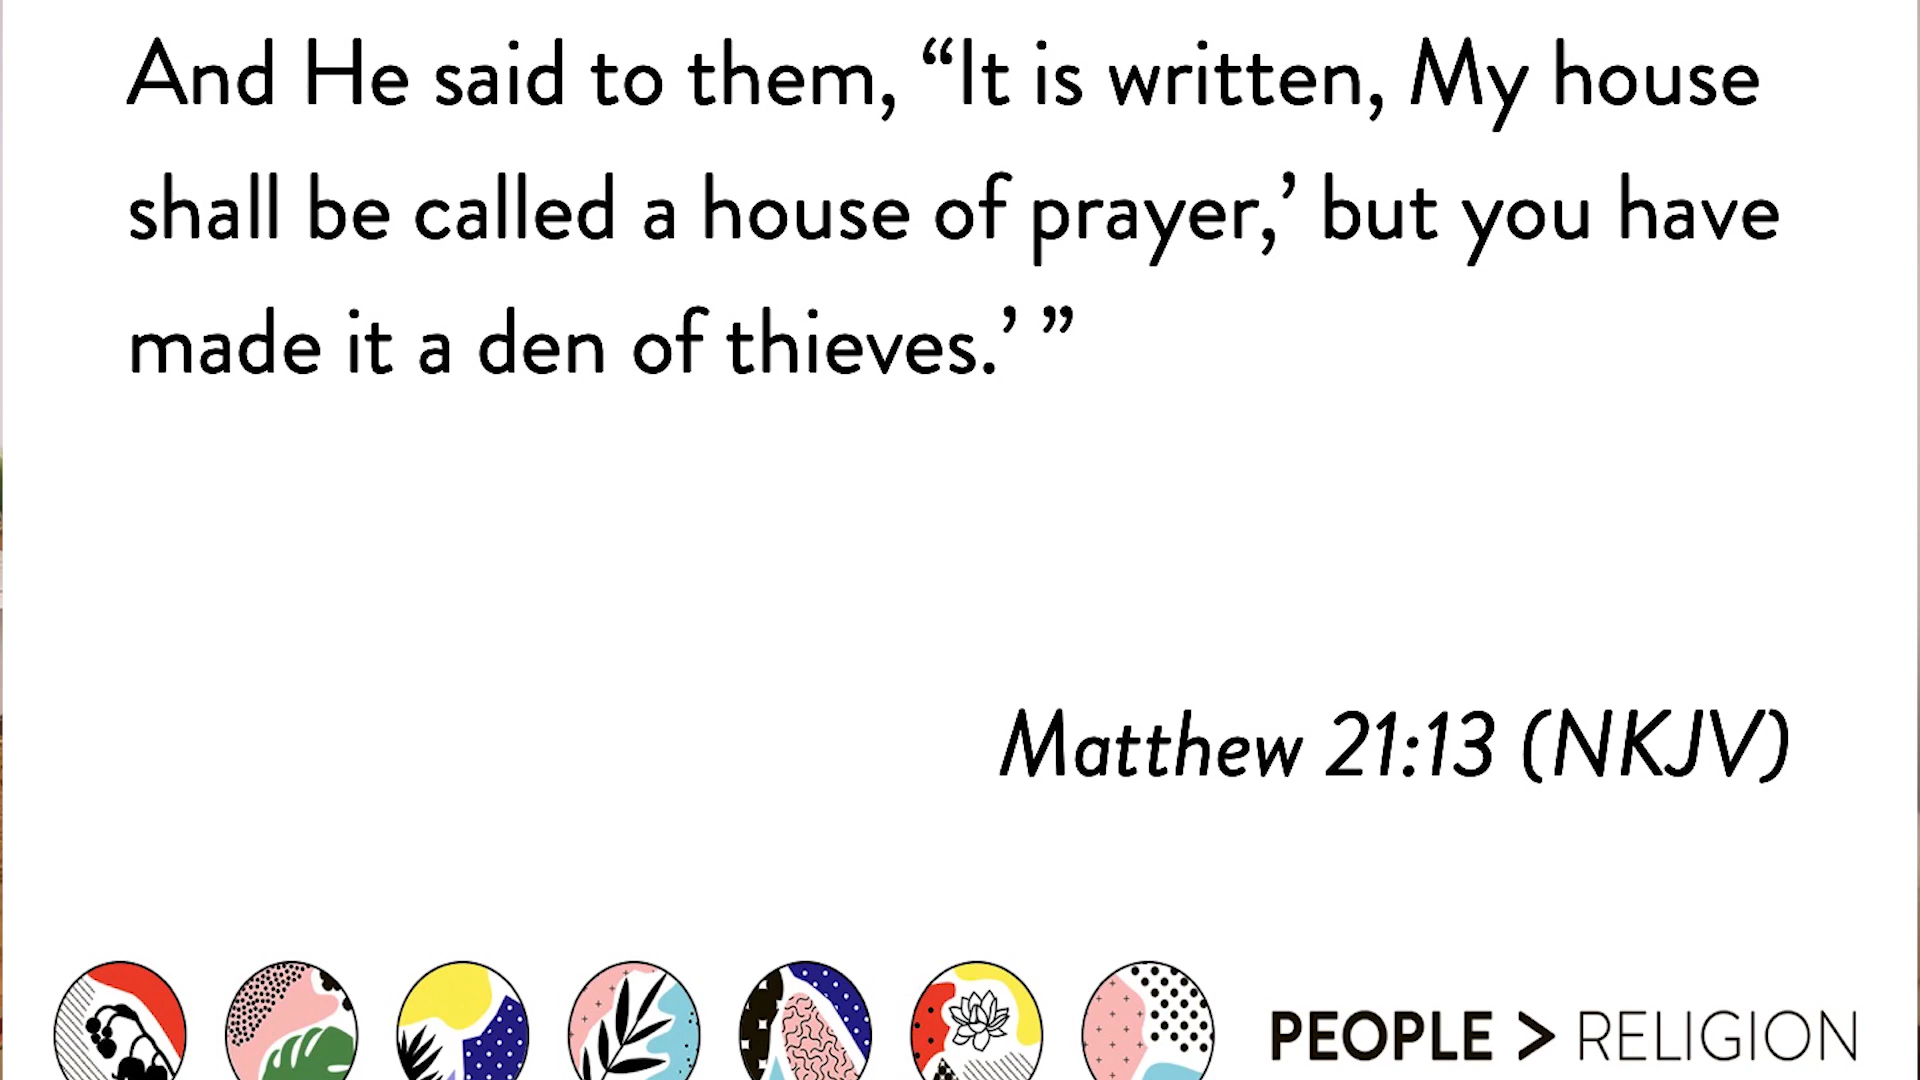 And He said to them, “It is written, My house
shall be called a house of prayer,’ but you have
made it a den of thieves.’ ”
Matthew 21:13 (NKJV)
PEOPLE > RELIGION